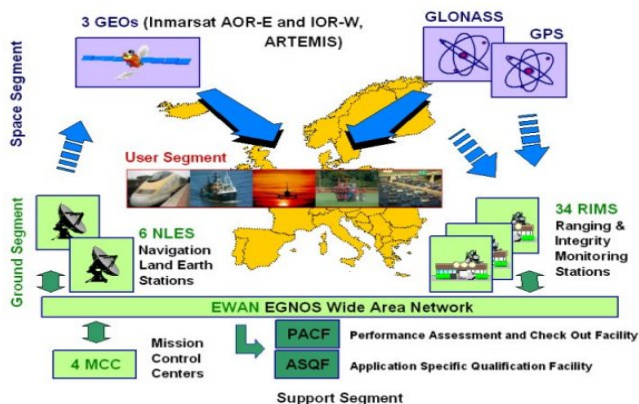 3 GEOs (Inmarsat AOR-E and IOR-W,
ARTEMIS)
GLONASS
GPS
Space Segment
User Segment
Ground Segment
6 NLES
Navigation
Land Earth
Stations
34 RIMS
Ranging &
Integrity
Monitoring
Stations
EWAN EGNOS Wide Area Network
4 MCC
Mission
Control
Centers
PACF
Performance Assessment and Check Out Facility
ASQF
Application Specific Qualification Facility
Support Segment